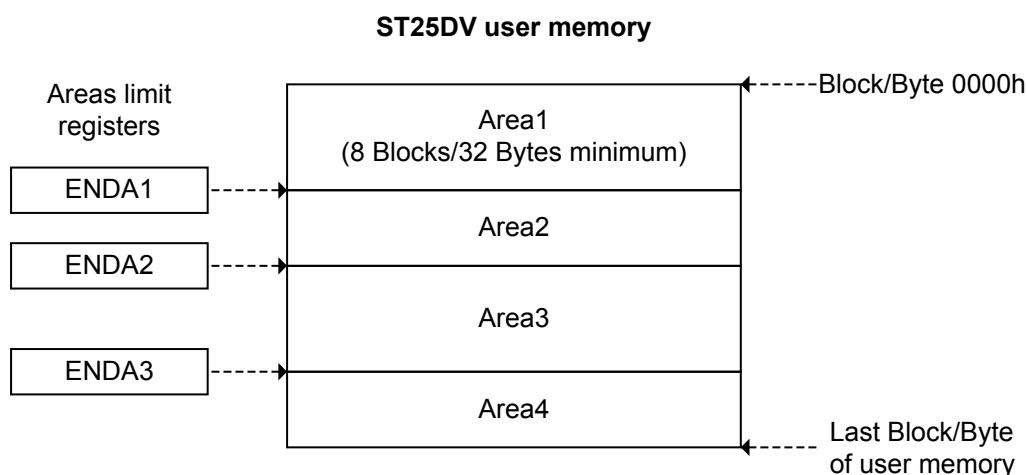 ST25DV user memory
Areas limit
registers
ENDA1
ENDA2
ENDA3
Block/Byte 0000h
Area1
(8 Blocks/32 Bytes minimum)
Area2
Area3
Area4
Last Block/Byte
of user memory